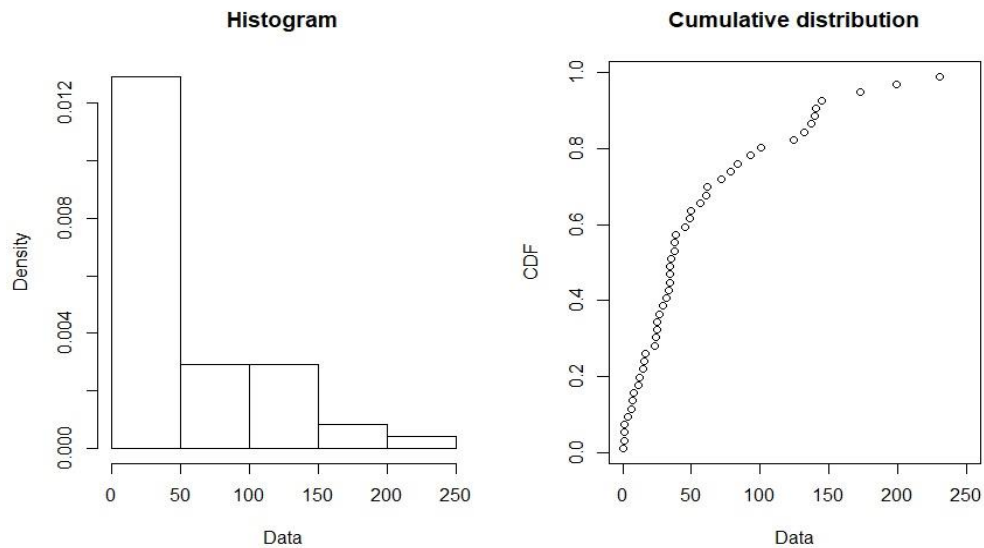 Histogram
Density
0.000 0.004 0.008 0.012
0 50 100 150 200 250
Data
Cumulative distribution
CDF
0.0 0.2 0.4 0.6 0.8 1.0
0 50 100 150 200 250
Data